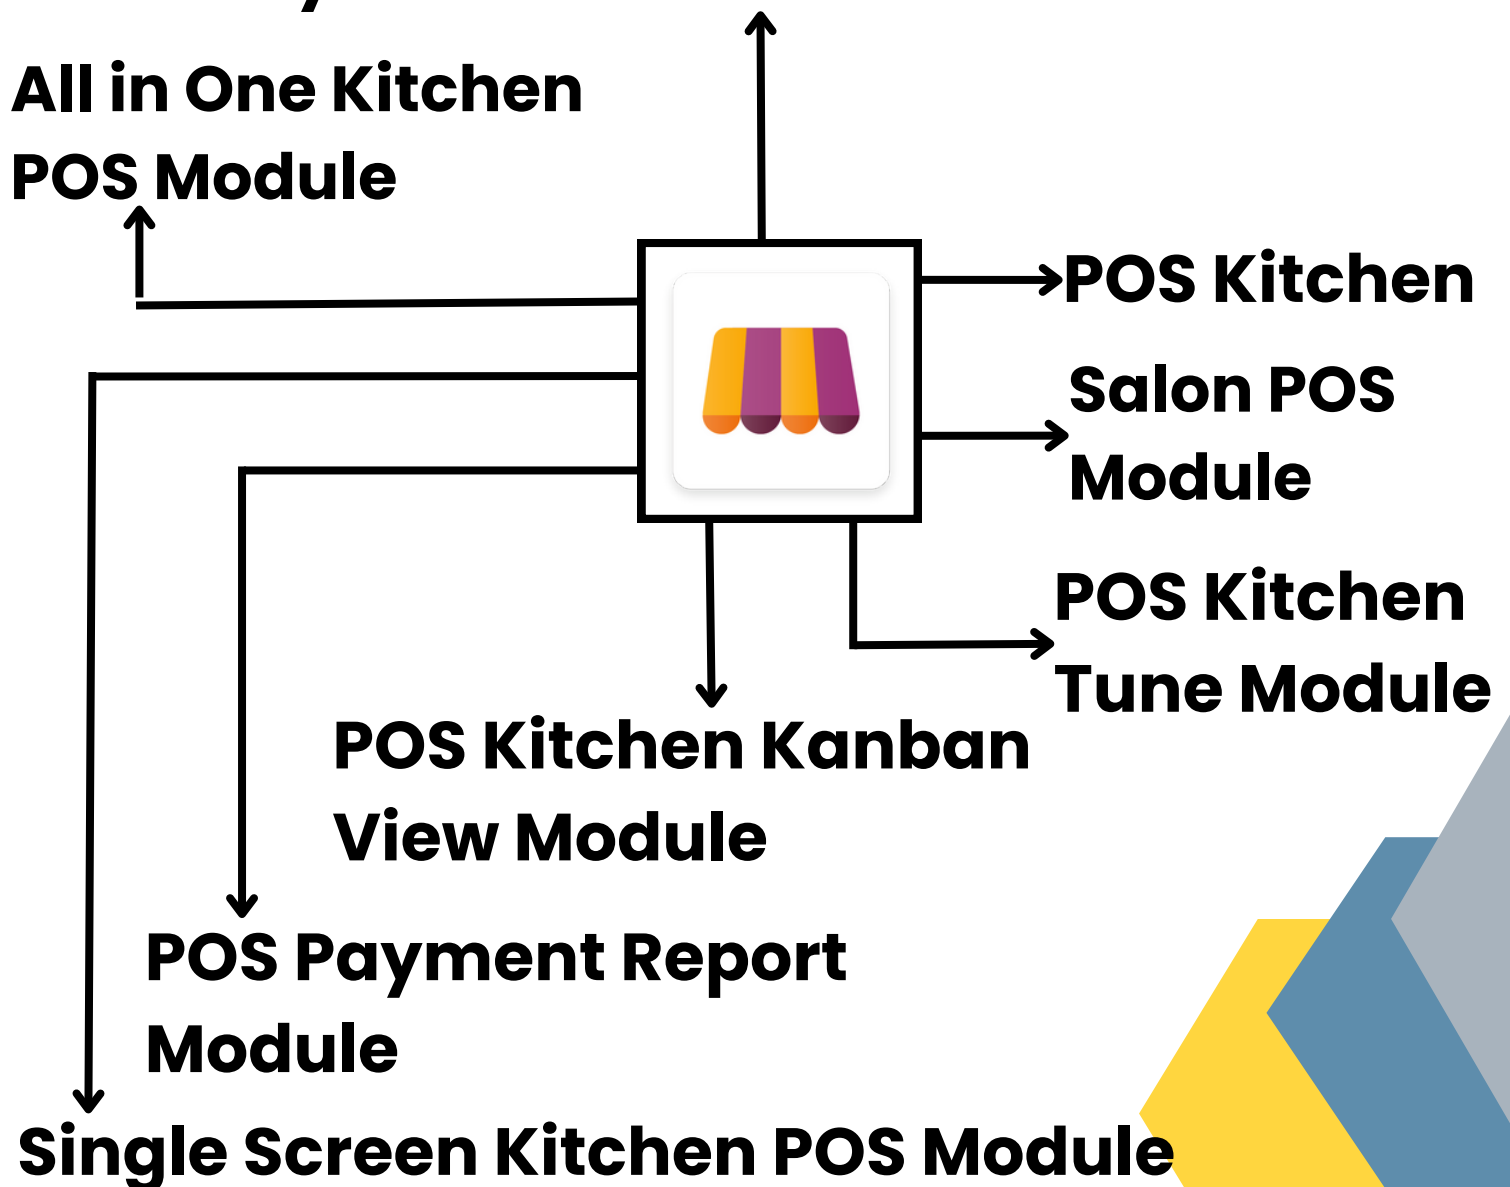 All in One Kitchen
POS Module
POS Kitchen
Salon POS
Module
POS Kitchen
Tune Module
POS Kitchen Kanban
View Module
POS Payment Report
Module
Single Screen Kitchen POS Module